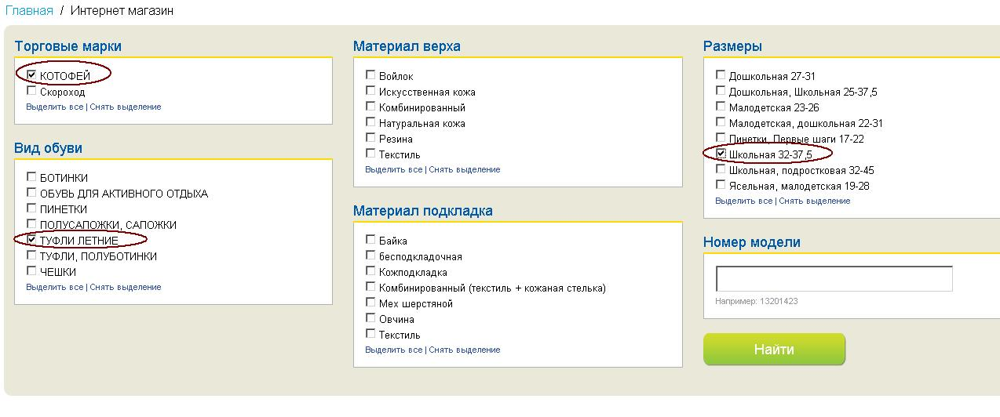 Главная / Интернет магазин
Торговые марки
КОТОФЕЙ
Скороход
Выделить все | Снять выделение
Вид обуви
БОТИНКИ
ОБУВЬ ДЛЯ АКТИВНОГО ОТДЫХА
ПИНЕТКИ
ПОЛУСАПОЖКИ, САПОЖКИ
ТУФЛИ ЛЕТНИЕ
ТУФЛИ, ПОЛУБОТИНКИ
ЧЕШКИ
Выделить все | Снять выделение
Материал верха
Войлок
Искусственная кожа
Комбинированный
Натуральная кожа
Резина
Текстиль
Выделить все | Снять выделение
Материал подкладка
Байка
бесподкладочная
Кожподкладка
Комбинированный (текстиль + кожаная стелька)
Мех шерстяной
Овчина
Текстиль
Выделить все | Снять выделение
Размеры
Дошкольная 27-31
Дошкольная, Школьная 25-37,5
Малодетская 23-26
Малодетская, дошкольная 22-31
Пинетки, Первые шаги 17-22
Школьная 32-37,5
Школьная, подростковая 32-45
Ясельная, малодетская 19-28
Выделить все | Снять выделение
Номер модели
Например: 13201423
Найти